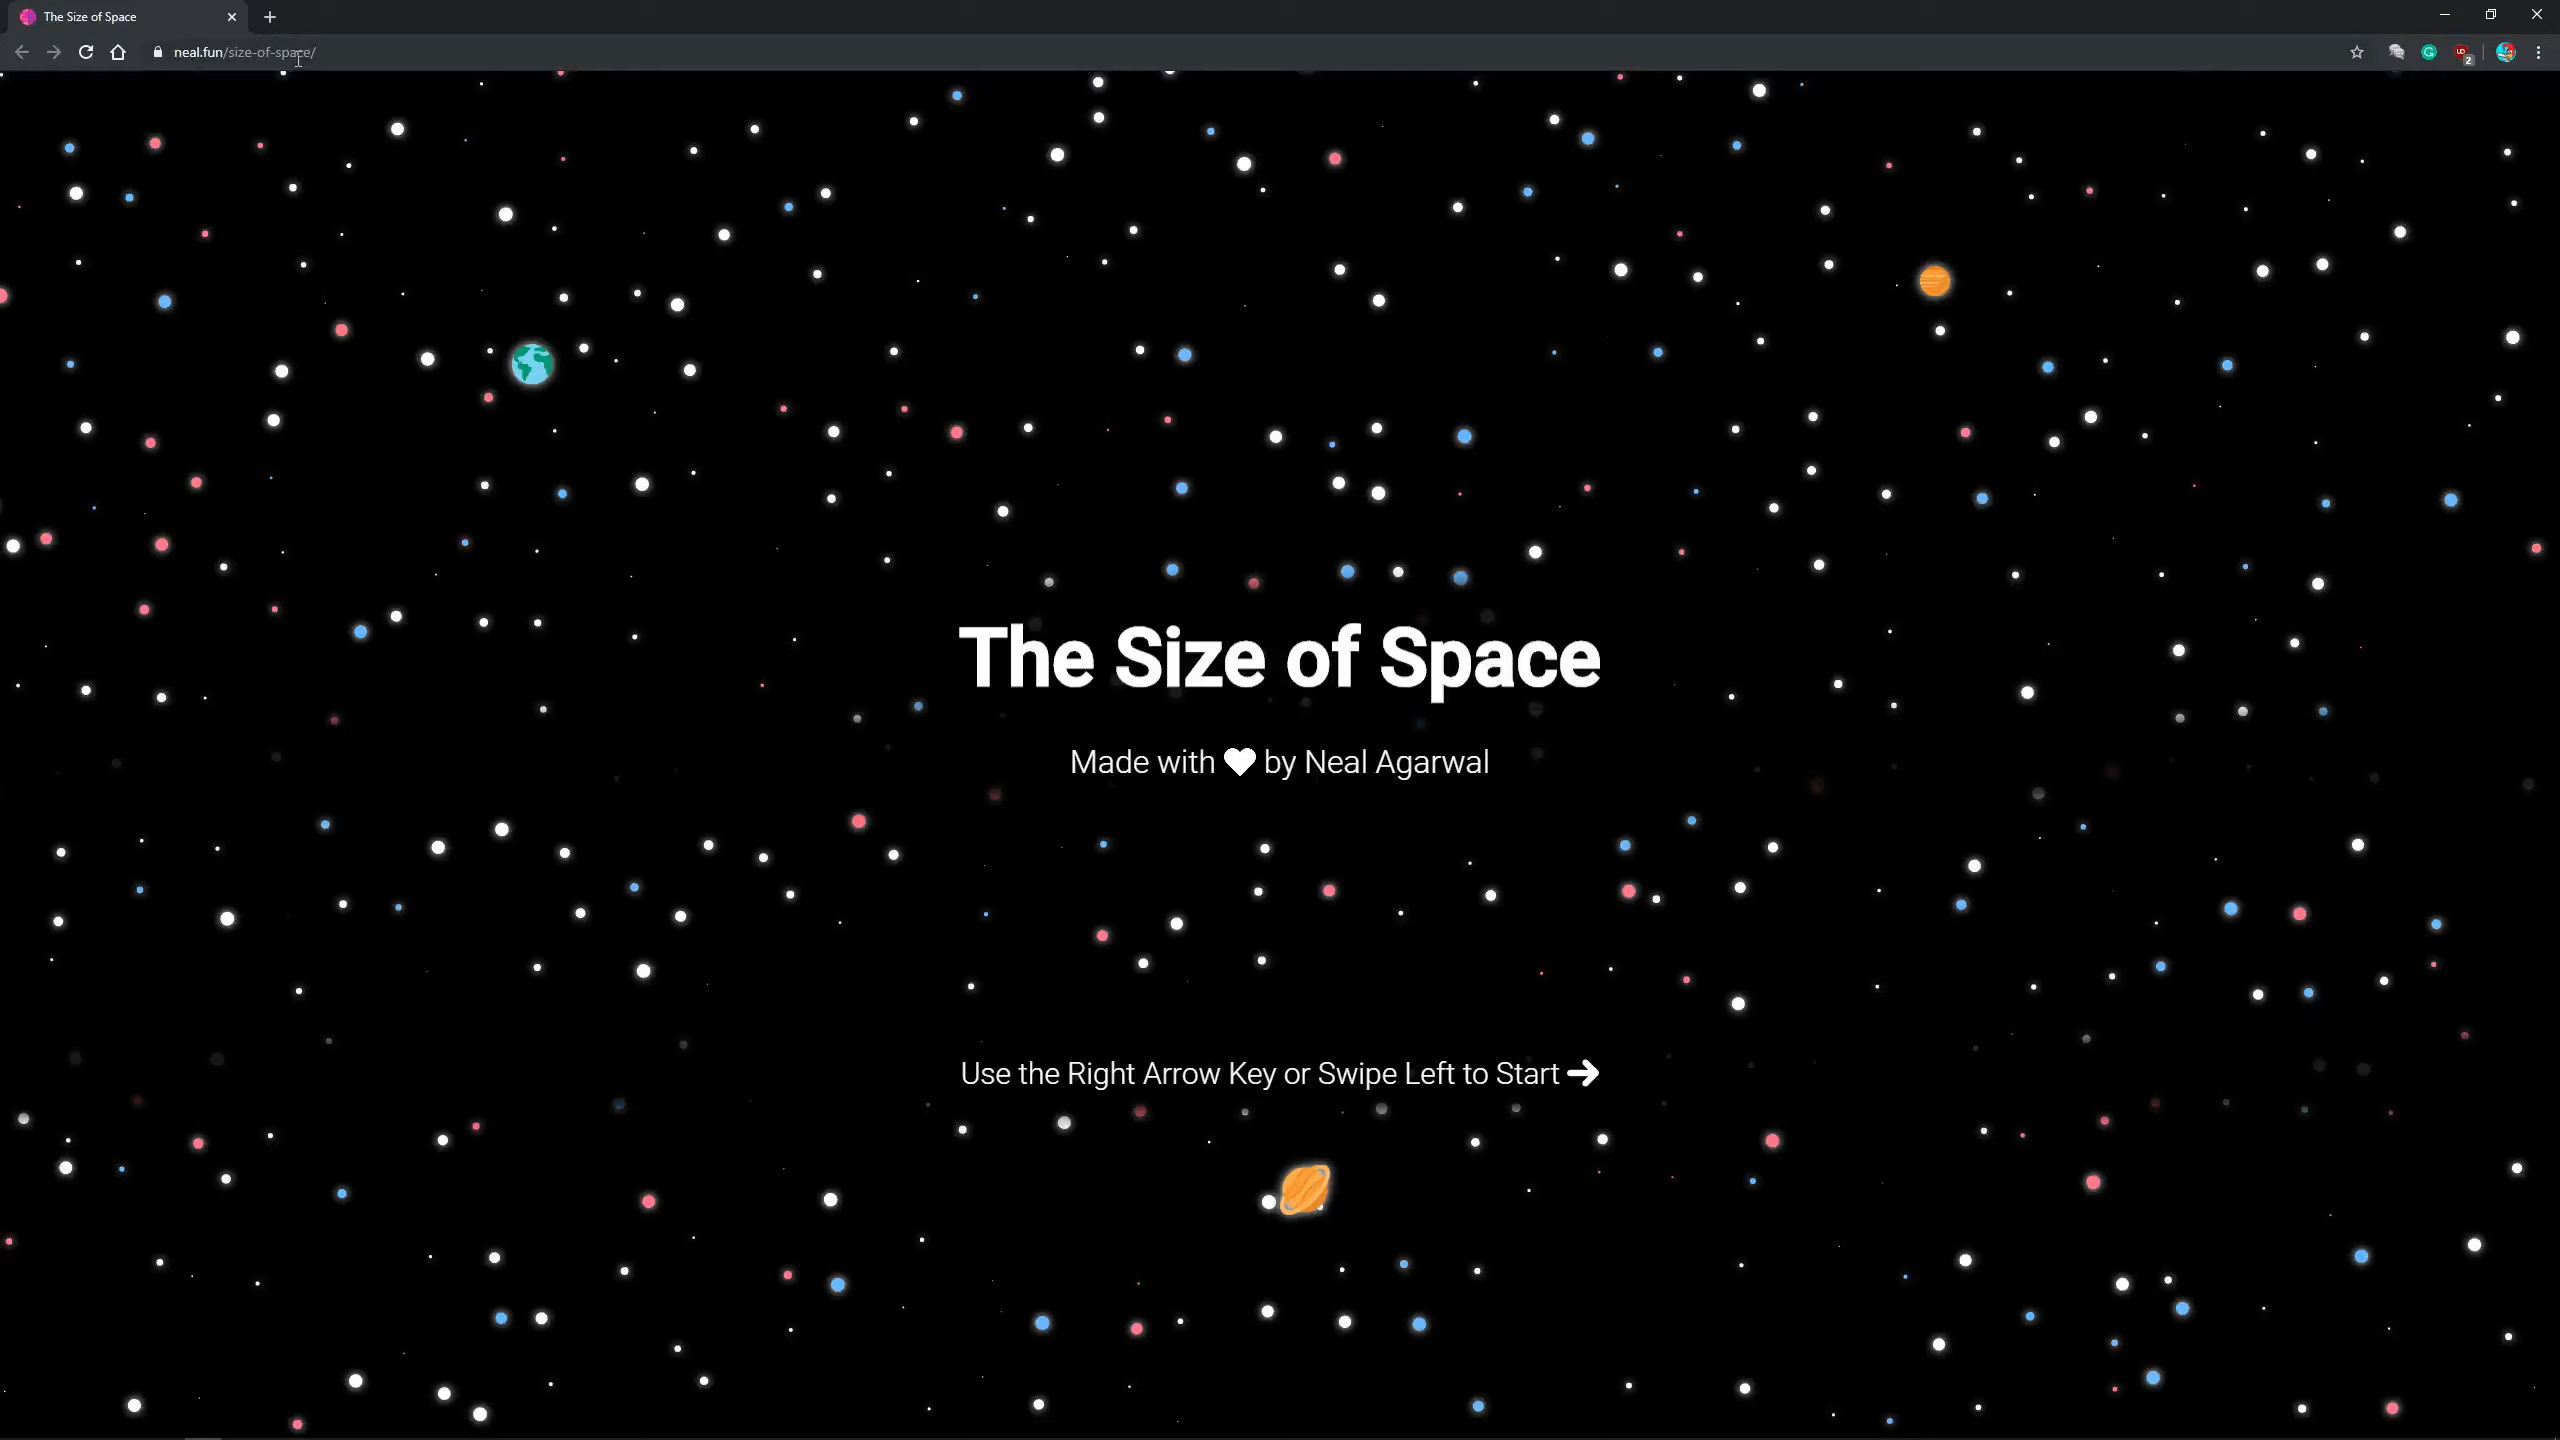 The Size of Space
neal.fun/size-of-space/
2
The Size of Space
Made with by Neal Agarwal
Use the Right Arrow Key or Swipe Left to Start